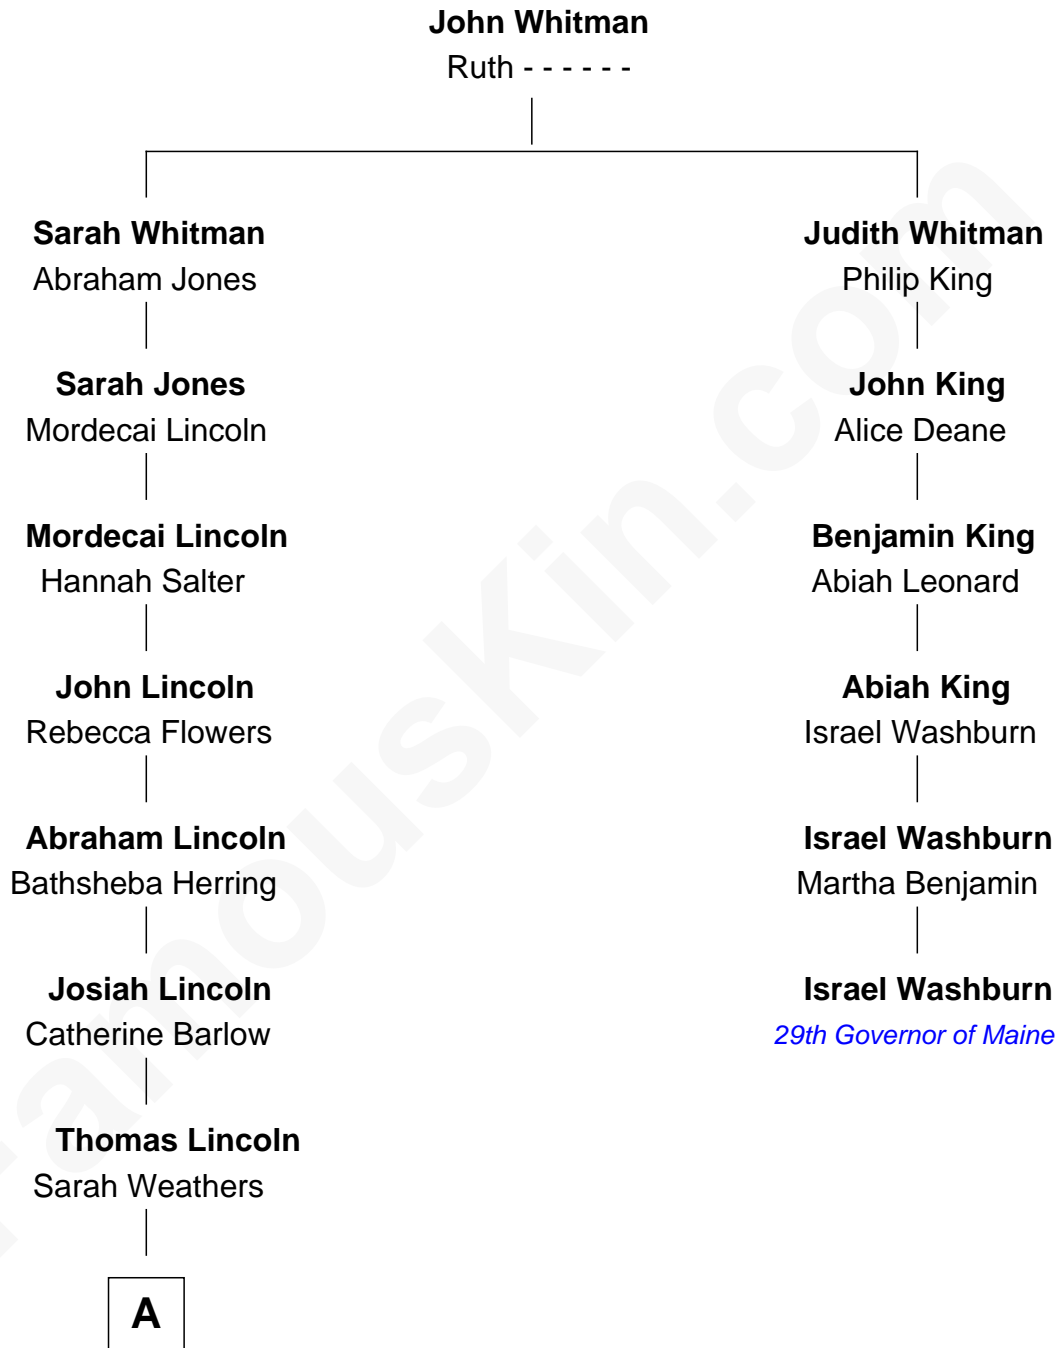 John Whitman
Ruth - - - - - -
Sarah Whitman
Abraham Jones
Judith Whitman
Philip King
Sarah Jones
Mordecai Lincoln
John King
Alice Deane
Mordecai Lincoln
Hannah Salter
Benjamin King
Abiah Leonard
John Lincoln
Rebecca Flowers
Abiah King
Israel Washburn
Abraham Lincoln
Bathsheba Herring
Israel Washburn
Martha Benjamin
Josiah Lincoln
Catherine Barlow
Israel Washburn
29th Governor of Maine
Thomas Lincoln
Sarah Weathers
A
FamousKin.com